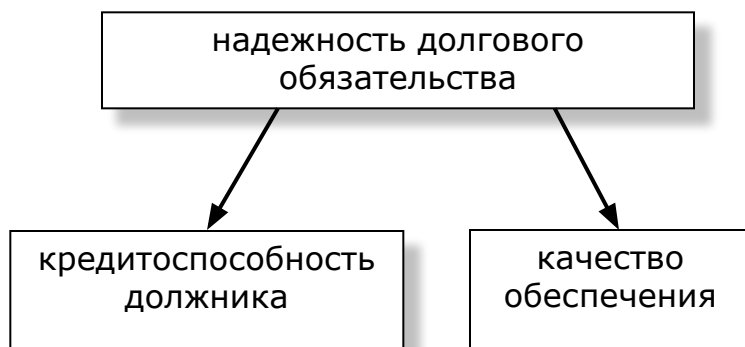 надежность долгового
обязательства
кредитоспособность
должника
качество
обеспечения